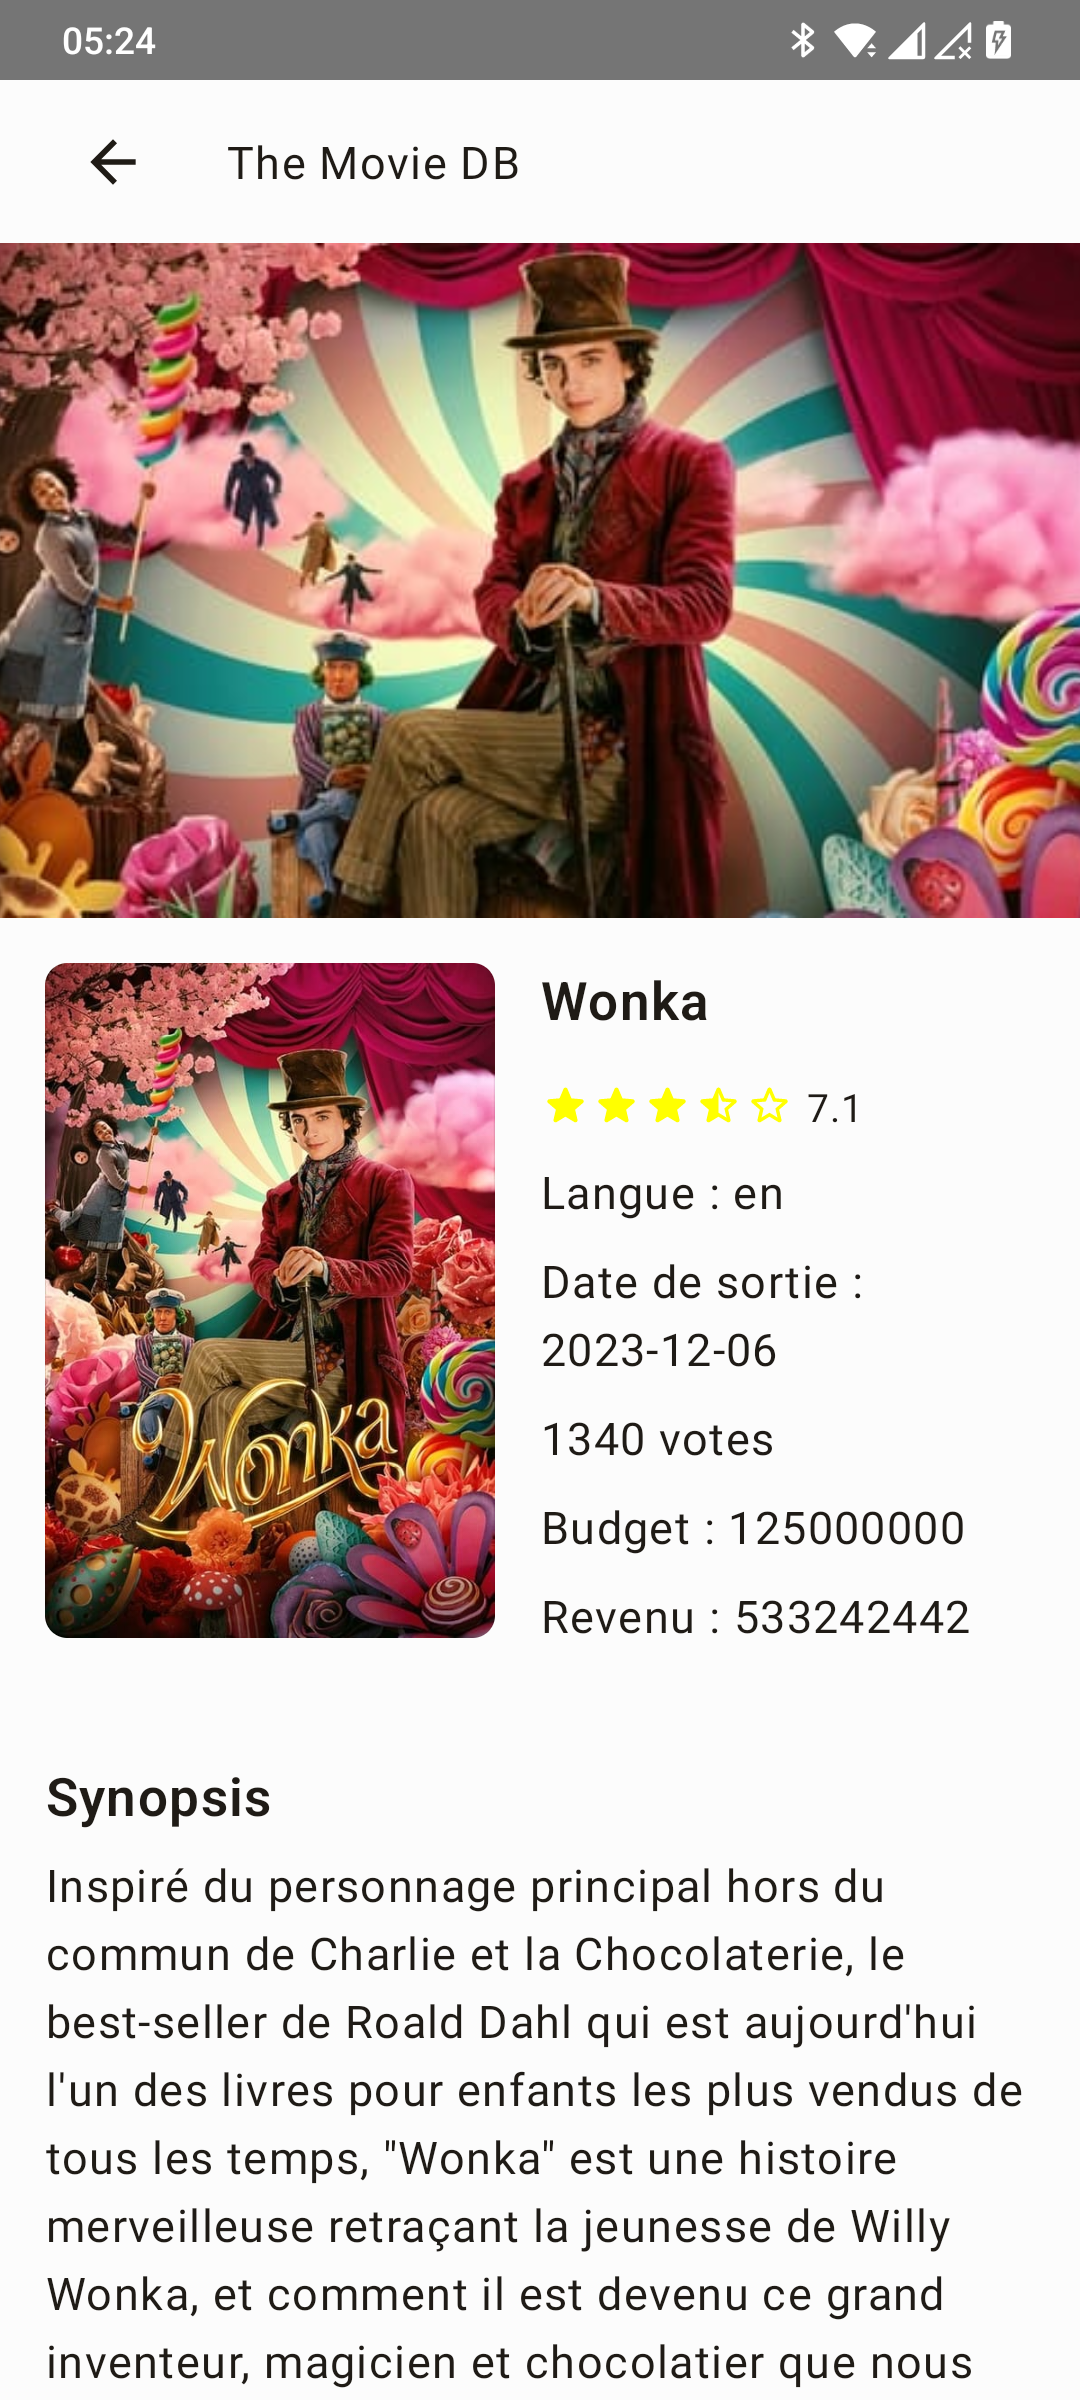 05:24
The Movie DB
Wonka
7.1
Langue : en
Date de sortie :
2023-12-06
1340 votes
Budget : 125000000
Revenu : 533242442
Wonka
Synopsis
Inspiré du personnage principal hors du
commun de Charlie et la Chocolaterie, le
best-seller de Roald Dahl qui est aujourd'hui
l'un des livres pour enfants les plus vendus de
tous les temps, "Wonka" est une histoire
merveilleuse retraçant la jeunesse de Willy
Wonka, et comment il est devenu ce grand
inventeur, magicien et chocolatier que nous